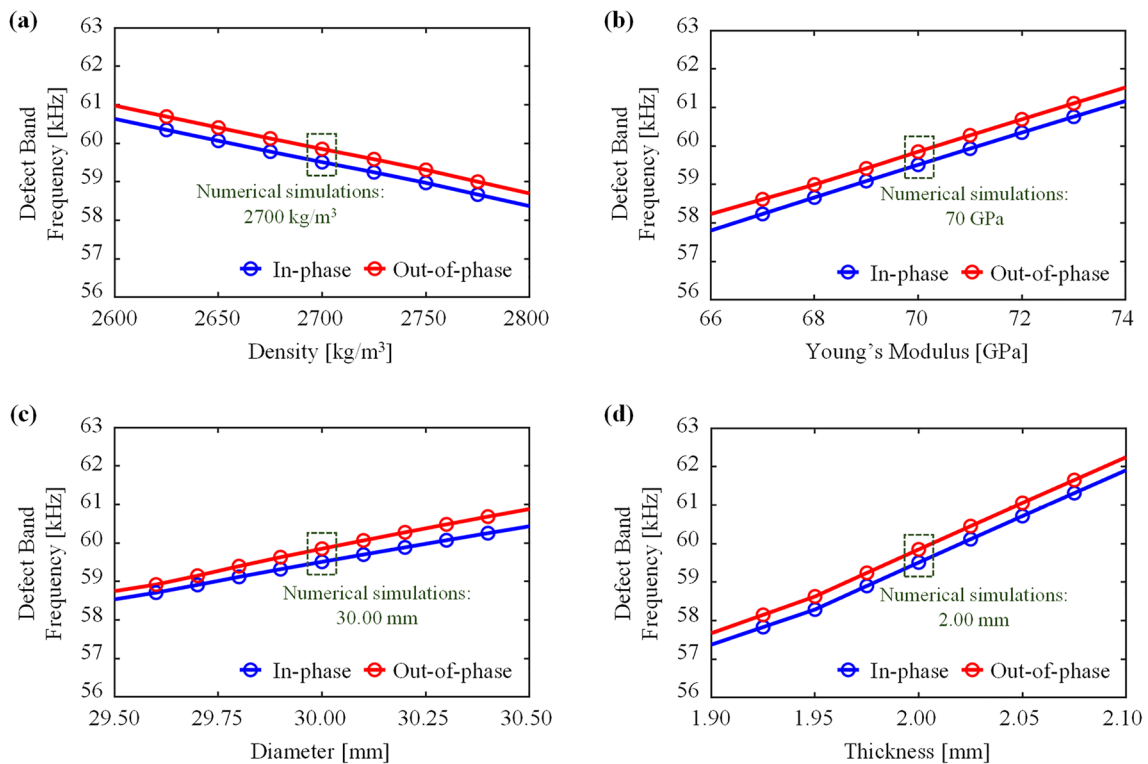 (a)
Defect Band
Frequency [kHz]
63
62
61
60
59
58
57
56
Numerical simulations:
2700 kg/m³
In-phase Out-of-phase
2600 2650 2700 2750 2800
Density [kg/m³]
(b)
Defect Band
Frequency [kHz]
63
62
61
60
59
58
57
56
Numerical simulations:
70 GPa
In-phase Out-of-phase
66 68 70 72 74
Young’s Modulus [GPa]
(c)
Defect Band
Frequency [kHz]
63
62
61
60
59
58
57
56
Numerical simulations:
30.00 mm
In-phase Out-of-phase
29.50 29.75 30.00 30.25 30.50
Diameter [mm]
(d)
Defect Band
Frequency [kHz]
63
62
61
60
59
58
57
56
Numerical simulations:
2.00 mm
In-phase Out-of-phase
1.90 1.95 2.00 2.05 2.10
Thickness [mm]